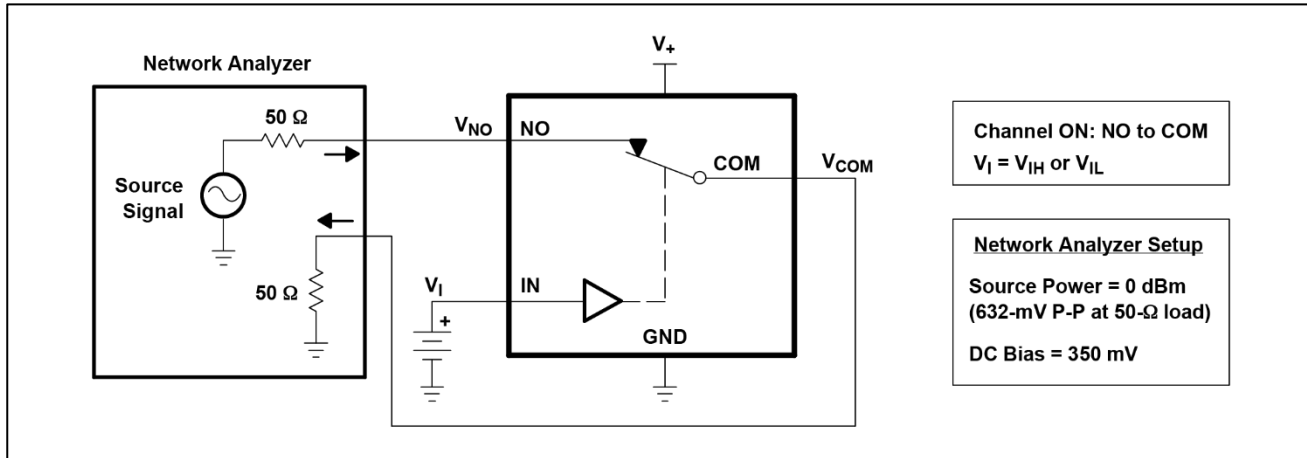 Network Analyzer
50 Ω
Source
Signal
50 Ω
V+
VNO
NO
COM
VCOM
VI
IN
+
GND
Channel ON: NO to COM
VI = VIH or VIL
Network Analyzer Setup
Source Power = 0 dBm
(632-mV P-P at 50-Ω load)
DC Bias = 350 mV